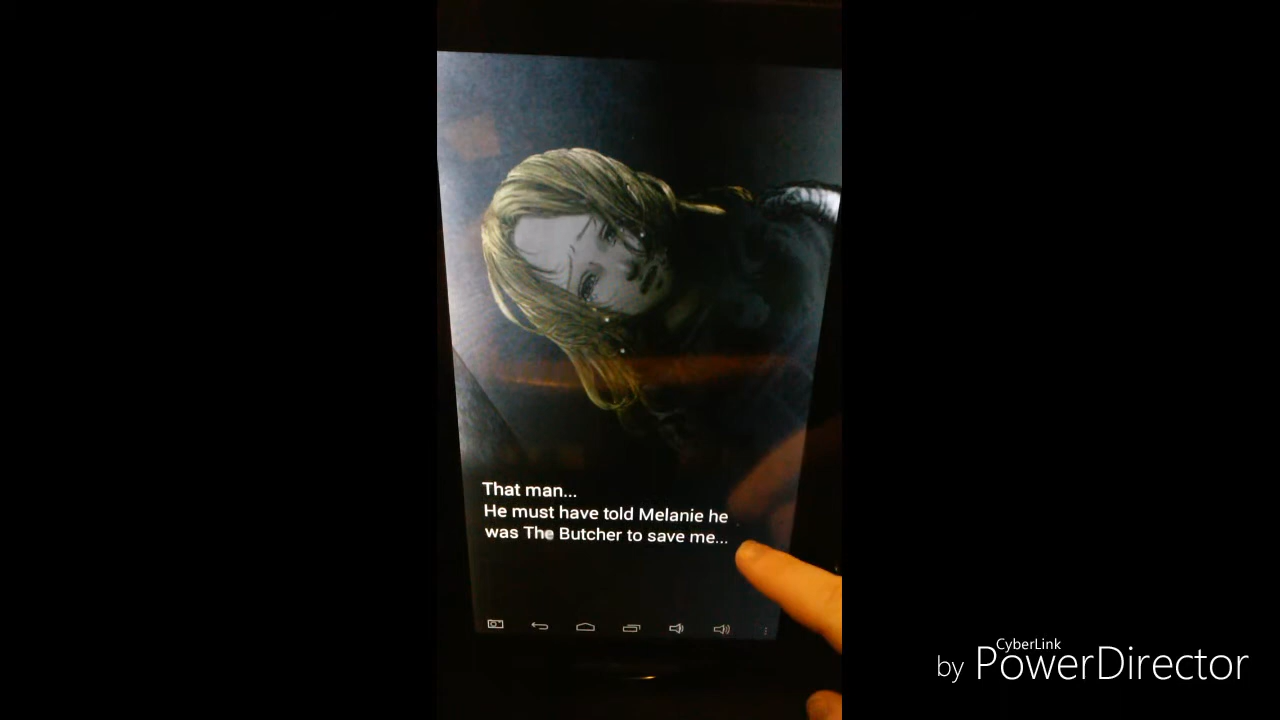 That man...
He must have told Melanie he
was The Butcher to save me...
CyberLink
by PowerDirector